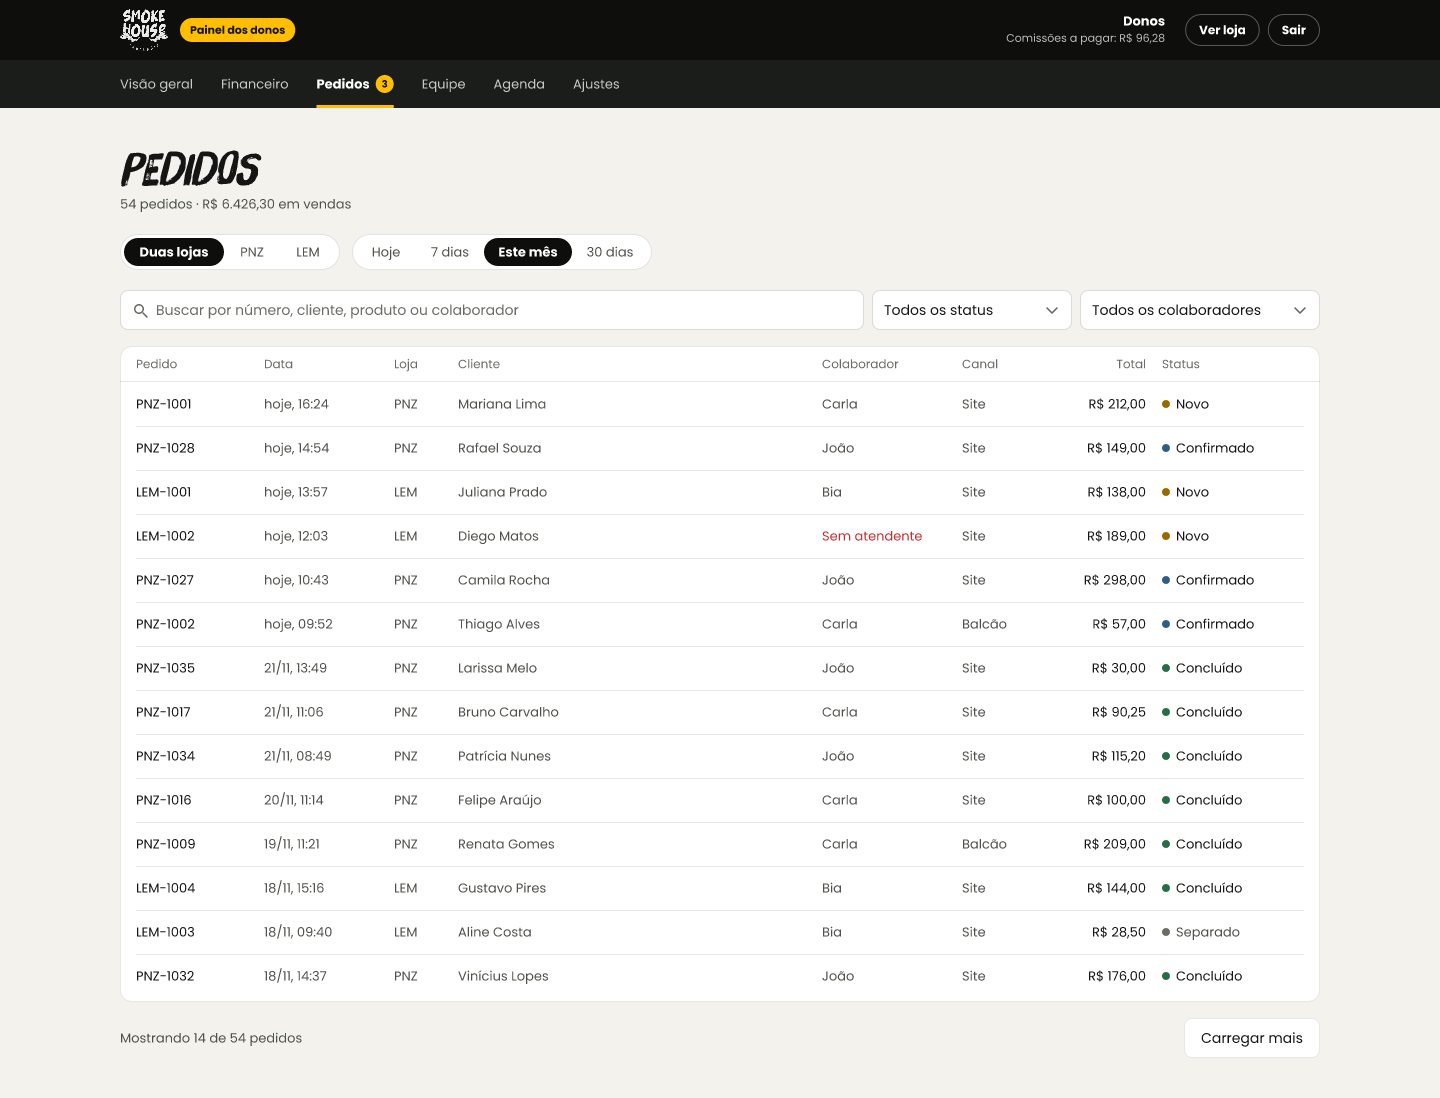 SMOKE HOUSE
Painel dos donos
Donos
Comissões a pagar: R$ 96,28
Ver loja
Sair
Visão geral Financeiro Pedidos 3 Equipe Agenda Ajustes
PEDIDOS
54 pedidos · R$ 6.426,30 em vendas
Duas lojas PNZ LEM Hoje 7 dias Este mês 30 dias
Buscar por número, cliente, produto ou colaborador Todos os status Todos os colaboradores
Pedido Data Loja Cliente Colaborador Canal Total Status
PNZ-1001 hoje, 16:24 PNZ Mariana Lima Carla Site R$ 212,00 Novo
PNZ-1028 hoje, 14:54 PNZ Rafael Souza João Site R$ 149,00 Confirmado
LEM-1001 hoje, 13:57 LEM Juliana Prado Bia Site R$ 138,00 Novo
LEM-1002 hoje, 12:03 LEM Diego Matos Sem atendente Site R$ 189,00 Novo
PNZ-1027 hoje, 10:43 PNZ Camila Rocha João Site R$ 298,00 Confirmado
PNZ-1002 hoje, 09:52 PNZ Thiago Alves Carla Balcão R$ 57,00 Confirmado
PNZ-1035 21/11, 13:49 PNZ Larissa Melo João Site R$ 30,00 Concluído
PNZ-1017 21/11, 11:06 PNZ Bruno Carvalho Carla Site R$ 90,25 Concluído
PNZ-1034 21/11, 08:49 PNZ Patrícia Nunes João Site R$ 115,20 Concluído
PNZ-1016 20/11, 11:14 PNZ Felipe Araújo Carla Site R$ 100,00 Concluído
PNZ-1009 19/11, 11:21 PNZ Renata Gomes Carla Balcão R$ 209,00 Concluído
LEM-1004 18/11, 15:16 LEM Gustavo Pires Bia Site R$ 144,00 Concluído
LEM-1003 18/11, 09:40 LEM Aline Costa Bia Site R$ 28,50 Separado
PNZ-1032 18/11, 14:37 PNZ Vinícius Lopes João Site R$ 176,00 Concluído
Mostrando 14 de 54 pedidos Carregar mais